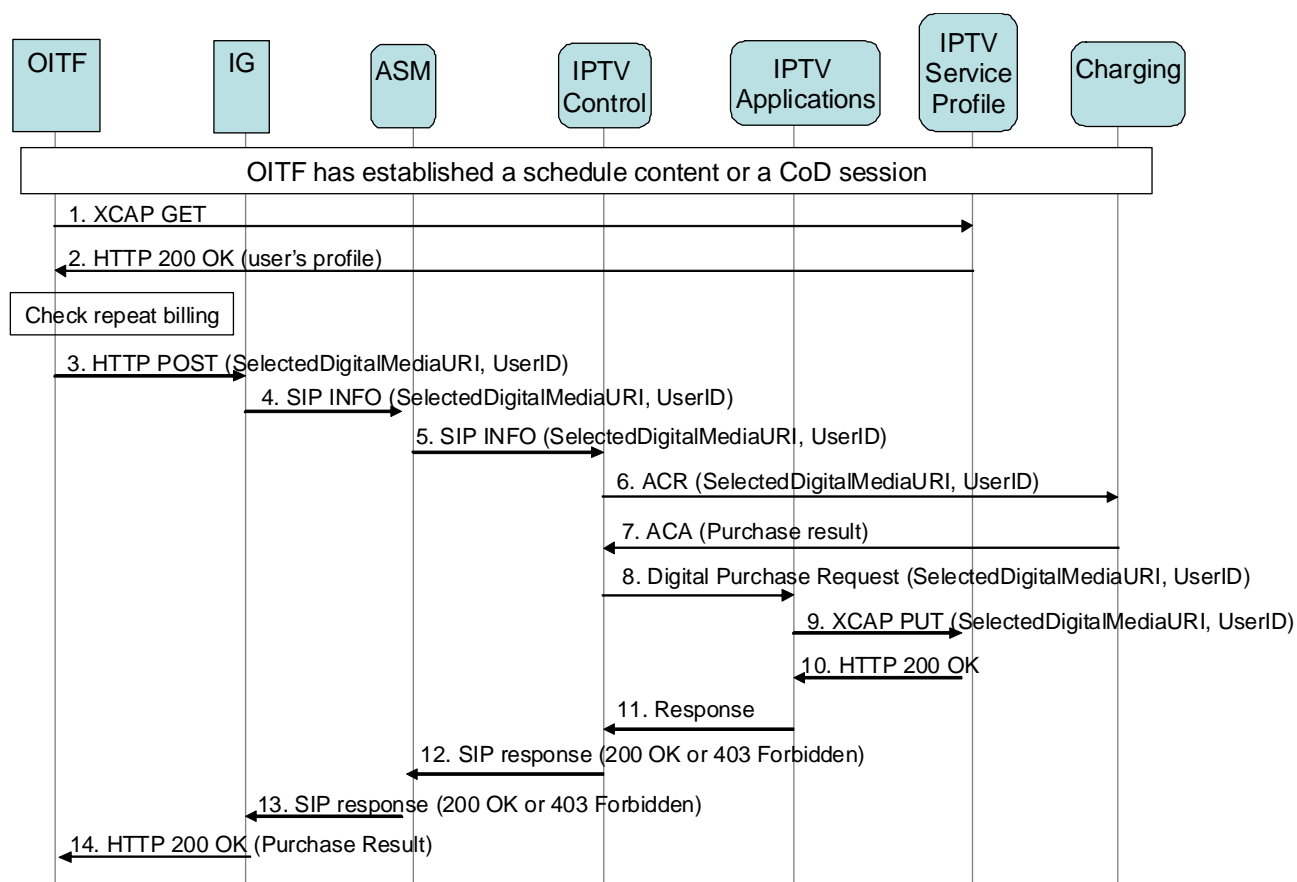 OITF
IG
ASM
IPTV
Control
IPTV
Applications
IPTV
Service
Profile
Charging
OITF has established a schedule content or a CoD session
1. XCAP GET
2. HTTP 200 OK (user’s profile)
Check repeat billing
3. HTTP POST (SelectedDigitalMediaURI, UserID)
4. SIP INFO (SelectedDigitalMediaURI, UserID)
5. SIP INFO (SelectedDigitalMediaURI, UserID)
6. ACR (SelectedDigitalMediaURI, UserID)
7. ACA (Purchase result)
8. Digital Purchase Request (SelectedDigitalMediaURI, UserID)
9. XCAP PUT (SelectedDigitalMediaURI, UserID)
10. HTTP 200 OK
11. Response
12. SIP response (200 OK or 403 Forbidden)
13. SIP response (200 OK or 403 Forbidden)
14. HTTP 200 OK (Purchase Result)